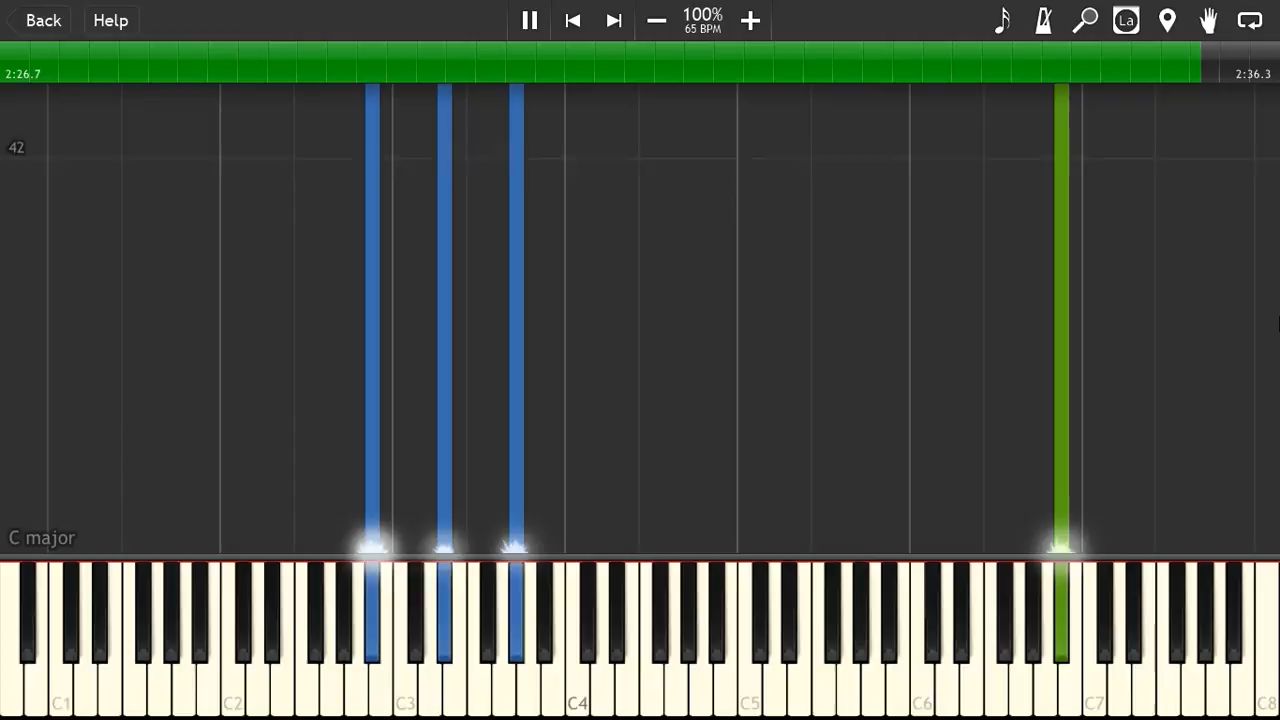 Back
Help
100%
65 BPM
La
2:26.7
2:36.3
42
C major
C1
C2
C3
C4
C5
C6
C7
C8